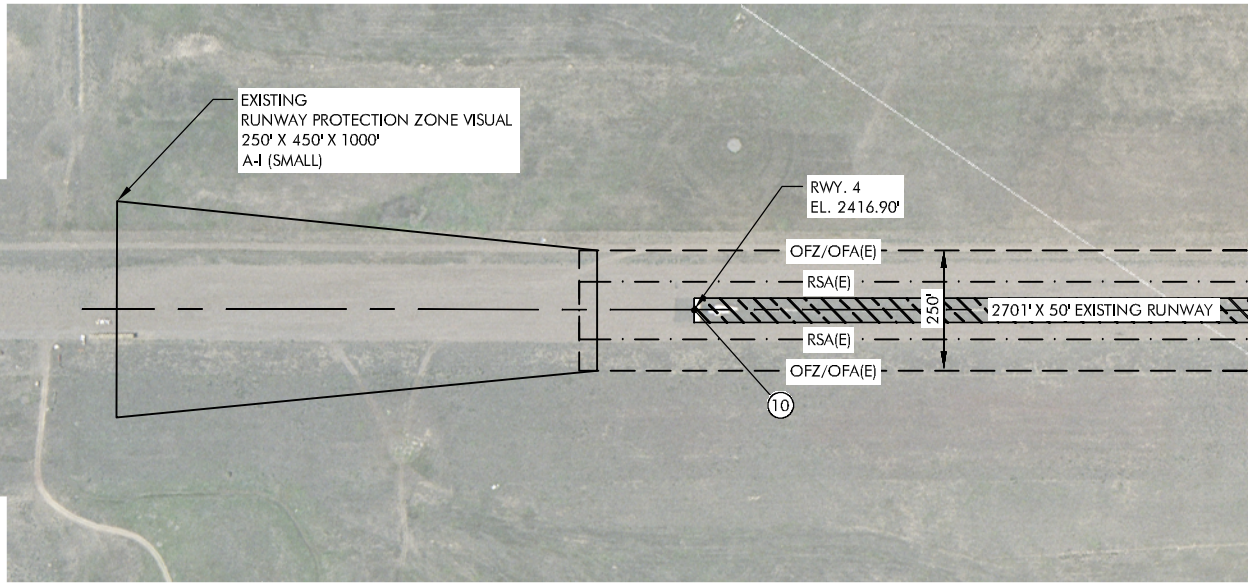 EXISTING
RUNWAY PROTECTION ZONE VISUAL
250' X 450' X 1000'
A-I (SMALL)
RWY. 4
EL. 2416.90'
OFZ/OFA(E)
RSA(E)
250'
2701' X 50' EXISTING RUNWAY
RSA(E)
OFZ/OFA(E)
10